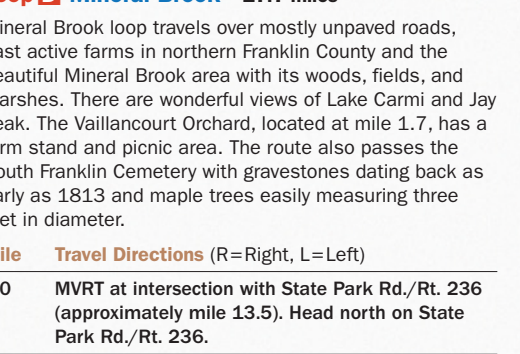 Mineral Brook miles
ineral Brook loop travels over mostly unpaved roads,
ast active farms in northern Franklin County and the
eautiful Mineral Brook area with its woods, fields, and
arshes. There are wonderful views of Lake Carmi and Jay
eak. The Vaillancourt Orchard, located at mile 1.7, has a
rm stand and picnic area. The route also passes the
outh Franklin Cemetery with gravestones dating back as
arly as 1813 and maple trees easily measuring three
et in diameter.
ile Travel Directions (R=Right, L=Left)
0 MVRT at intersection with State Park Rd./Rt. 236
(approximately mile 13.5). Head north on State
Park Rd./Rt. 236.